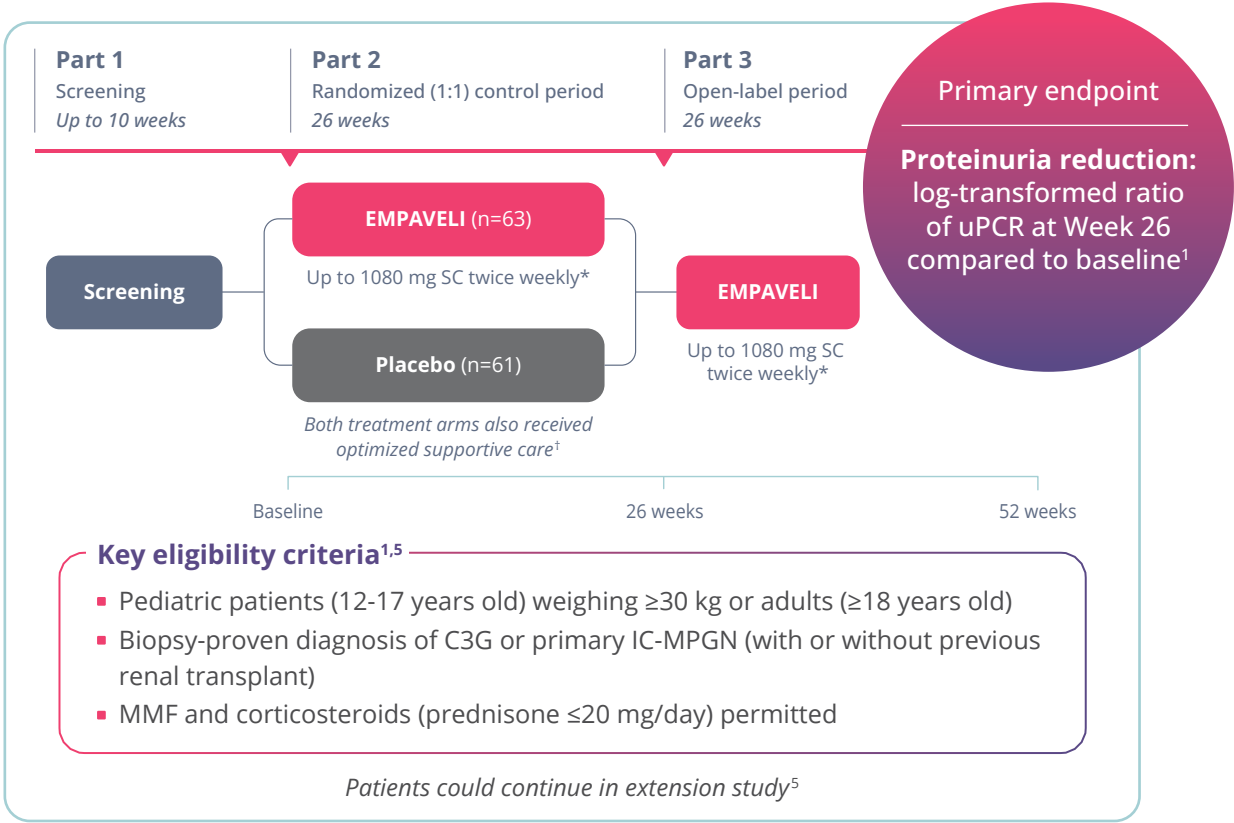 Part 1
Screening
Up to 10 weeks
Part 2
Randomized (1:1) control period
26 weeks
Part 3
Open-label period
26 weeks
Primary endpoint
Proteinuria reduction:
log-transformed ratio
of uPCR at Week 26
compared to baseline¹
Screening
EMPAVELI (n=63)
Up to 1080 mg SC twice weekly*
Placebo (n=61)
Both treatment arms also received
optimized supportive care†
EMPAVELI
Up to 1080 mg SC
twice weekly*
Baseline
26 weeks
52 weeks
Key eligibility criteria¹,⁵
▪ Pediatric patients (12-17 years old) weighing ≥30 kg or adults (≥18 years old)
▪ Biopsy-proven diagnosis of C3G or primary IC-MPGN (with or without previous
renal transplant)
▪ MMF and corticosteroids (prednisone ≤20 mg/day) permitted
Patients could continue in extension study⁵